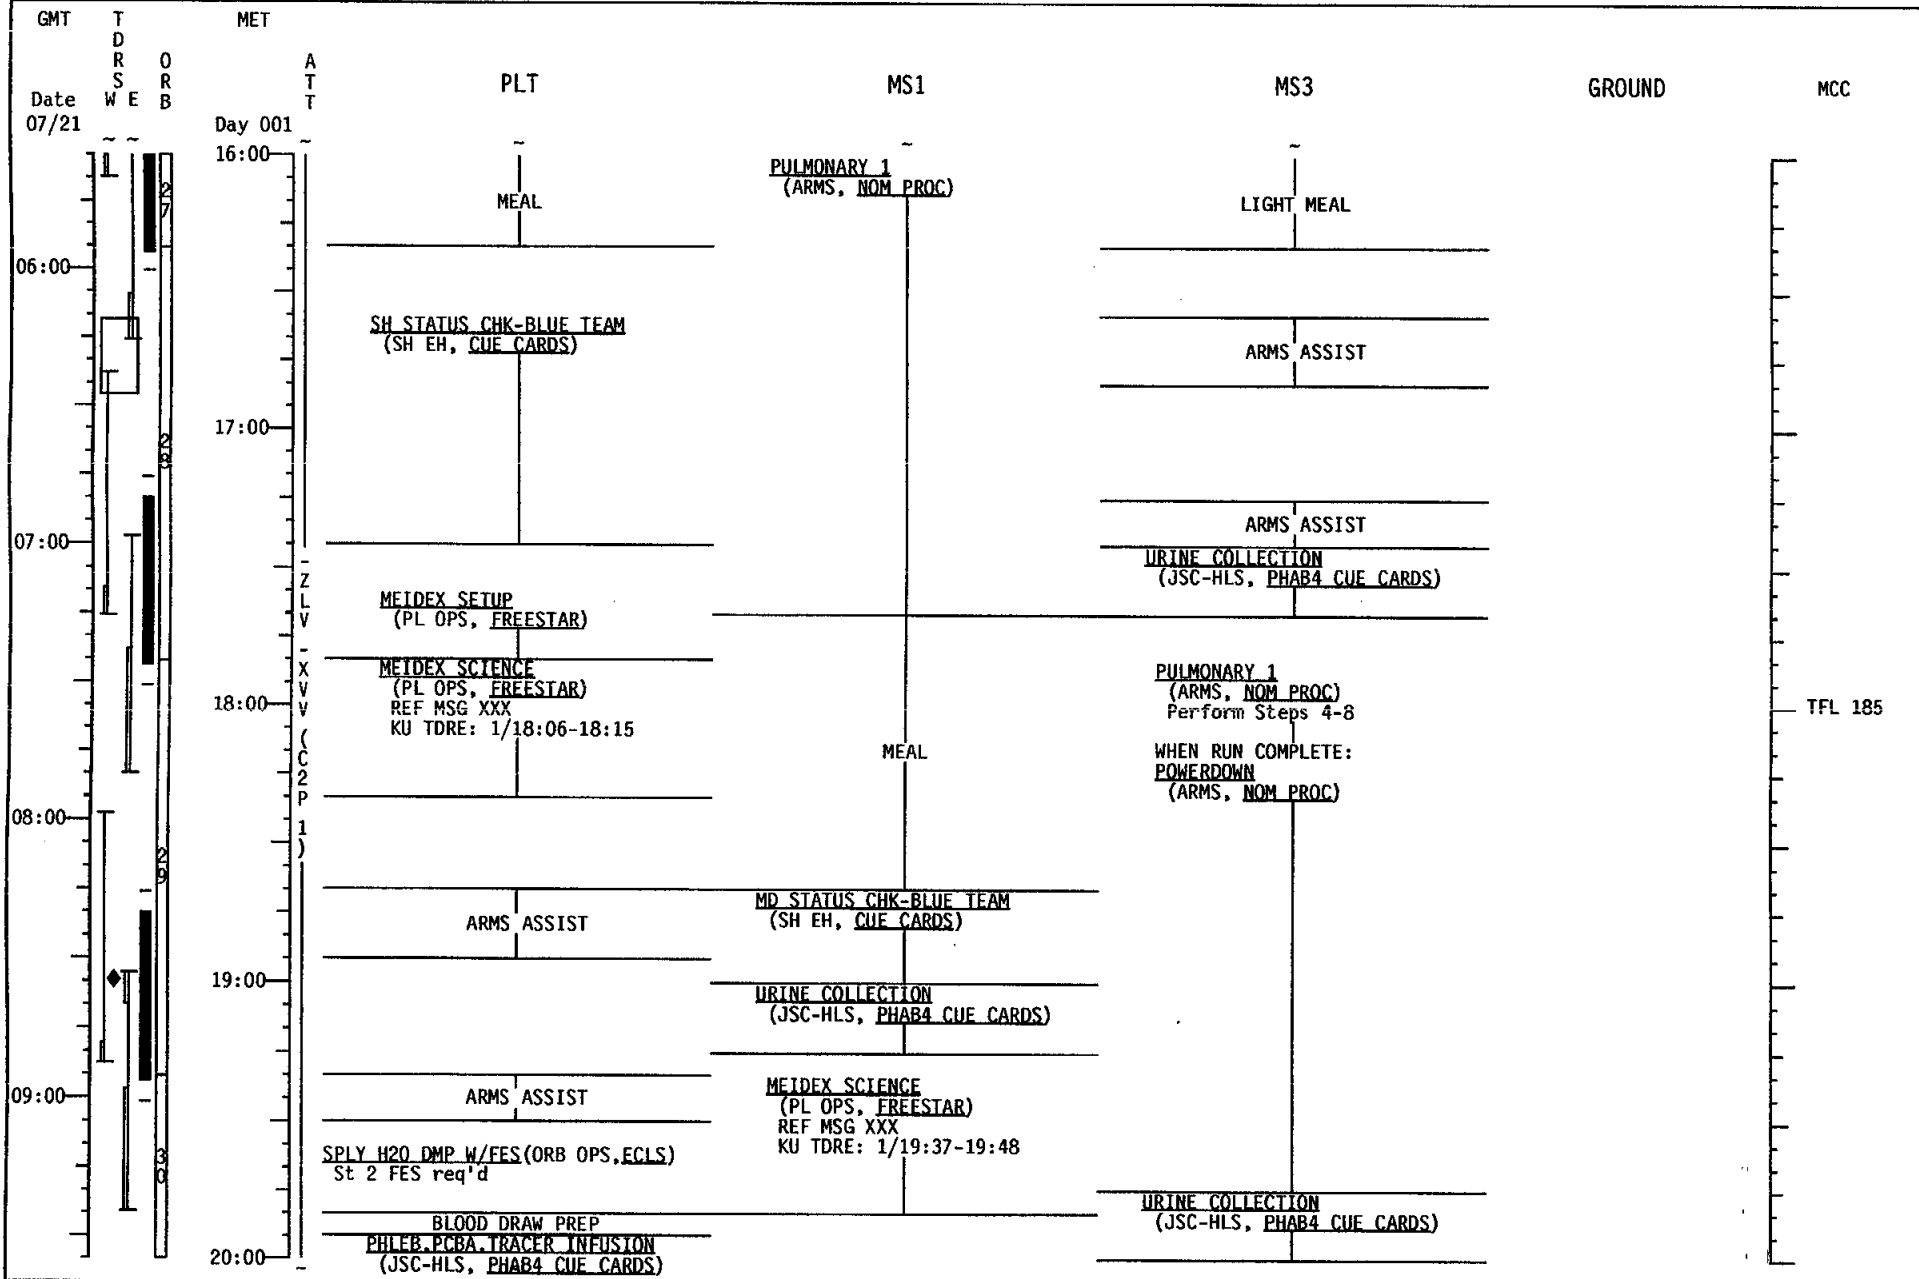 GMT
TDRS
W E
ORB
MET
ATT
PLT
MS1
MS3
GROUND
MCC
Date
07/21
Day 001
~ ~ ~ ~ ~ ~
16:00
27
PULMONARY 1
(ARMS, NOM PROC)
MEAL
LIGHT MEAL
06:00
SH STATUS CHK-BLUE TEAM
(SH EH, CUE CARDS)
ARMS ASSIST
17:00
28
ARMS ASSIST
07:00
URINE COLLECTION
(JSC-HLS, PHAB4 CUE CARDS)
-ZLV -XVV (C2P 1)
MEIDEX SETUP
(PL OPS, FREESTAR)
MEIDEX SCIENCE
(PL OPS, FREESTAR)
REF MSG XXX
KU TDRE: 1/18:06-18:15
PULMONARY 1
(ARMS, NOM PROC)
Perform Steps 4-8
18:00
TFL 185
MEAL
WHEN RUN COMPLETE:
POWERDOWN
(ARMS, NOM PROC)
08:00
29
MD STATUS CHK-BLUE TEAM
(SH EH, CUE CARDS)
ARMS ASSIST
19:00
URINE COLLECTION
(JSC-HLS, PHAB4 CUE CARDS)
09:00
ARMS ASSIST
MEIDEX SCIENCE
(PL OPS, FREESTAR)
REF MSG XXX
KU TDRE: 1/19:37-19:48
30
SPLY H2O DMP W/FES(ORB OPS,ECLS)
St 2 FES req'd
URINE COLLECTION
(JSC-HLS, PHAB4 CUE CARDS)
BLOOD DRAW PREP
PHLEB.PCBA.TRACER INFUSION
(JSC-HLS, PHAB4 CUE CARDS)
20:00
~